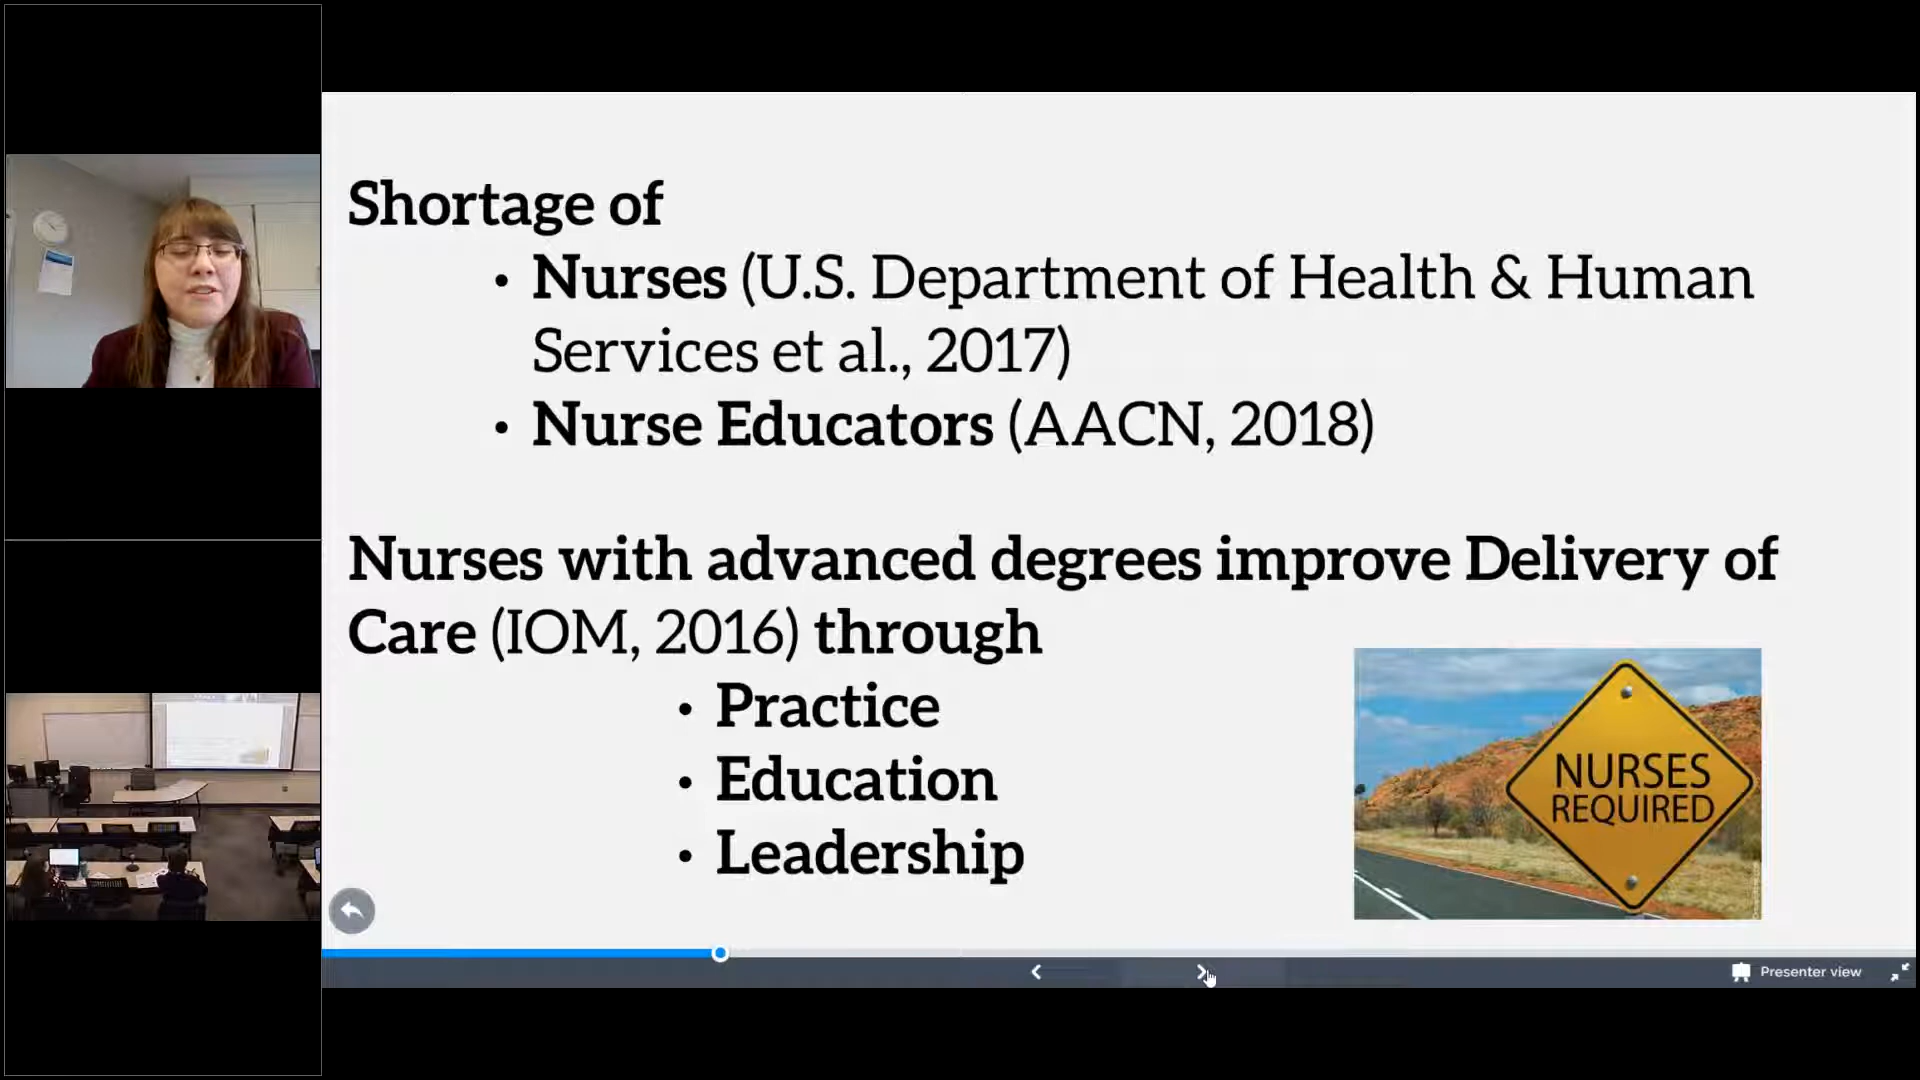 Shortage of
• Nurses (U.S. Department of Health & Human
Services et al., 2017)
• Nurse Educators (AACN, 2018)
Nurses with advanced degrees improve Delivery of
Care (IOM, 2016) through
• Practice
• Education
• Leadership
NURSES
REQUIRED
Presenter view